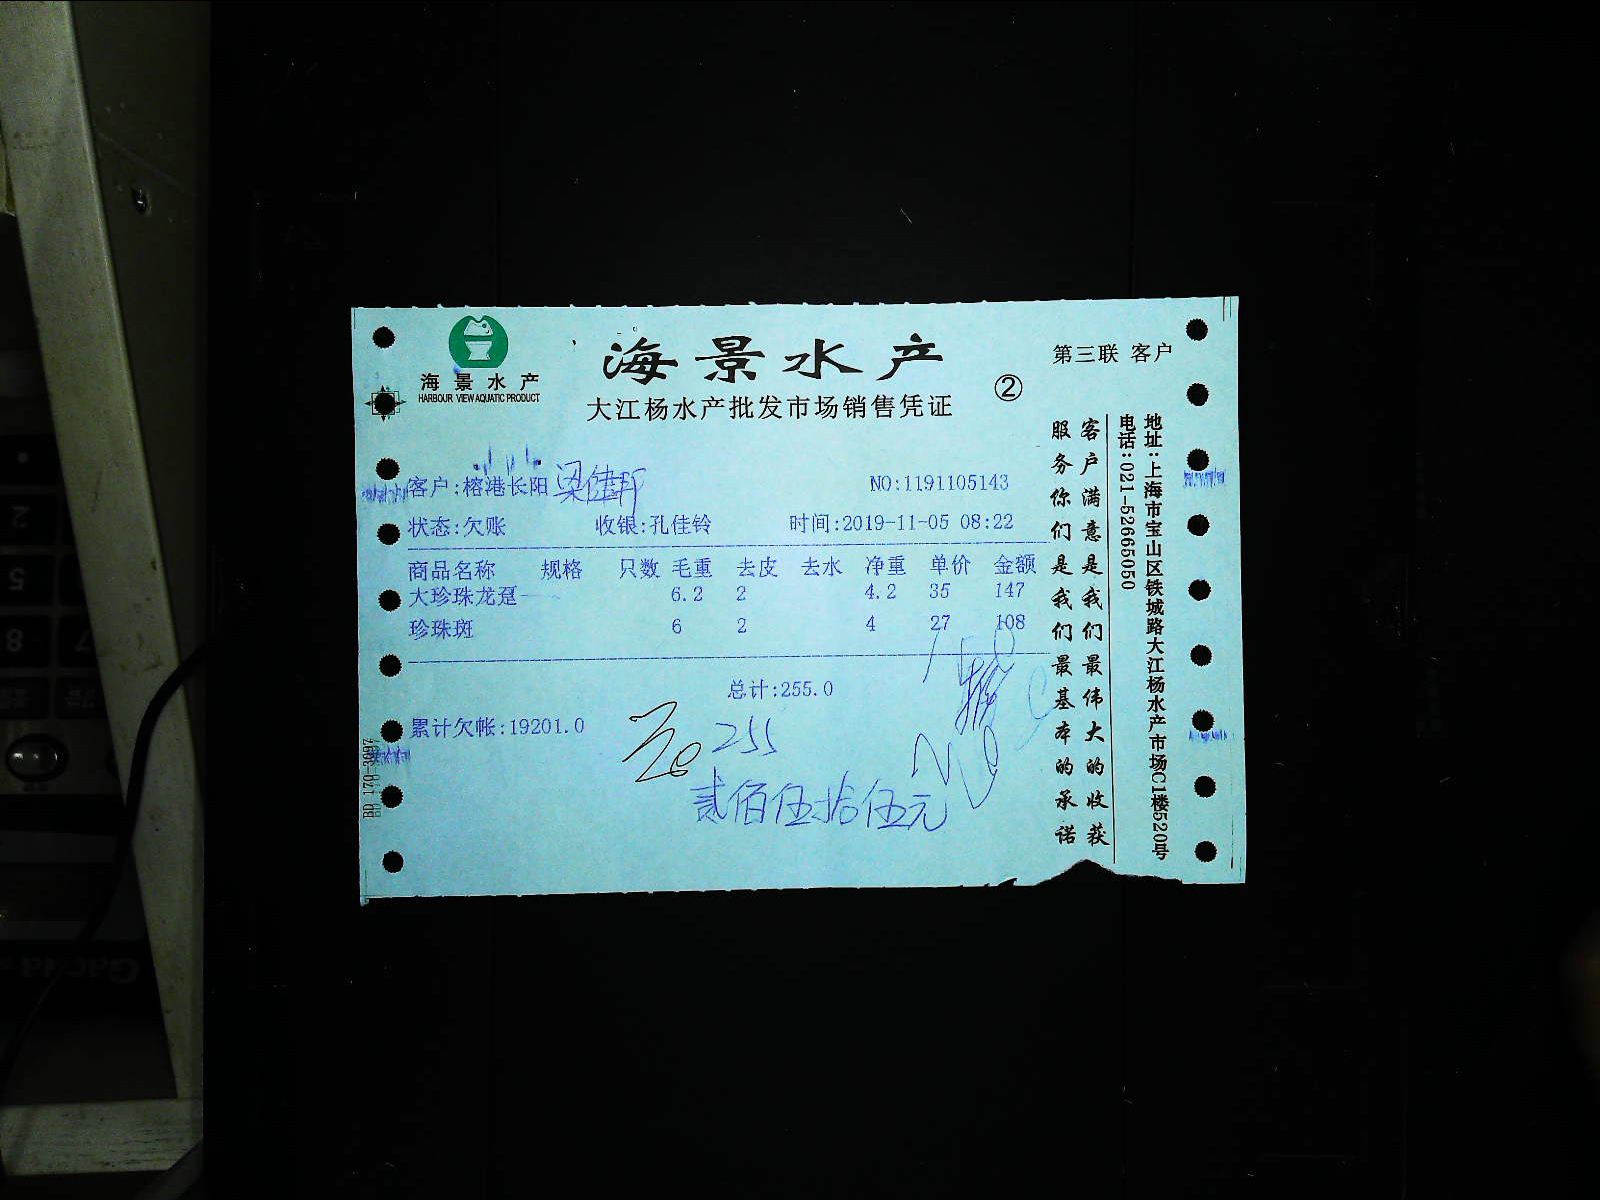 海景水产
HARBOUR VIEW AQUATIC PRODUCT
海景水产
大江杨水产批发市场销售凭证
②
第三联 客户
客户:榕港长阳
NO:1191105143
状态:欠账 收银:孔佳铃 时间:2019-11-05 08:22
商品名称 规格 只数 毛重 去皮 去水 净重 单价 金额
大珍珠龙趸 6.2 2 4.2 35 147
珍珠斑 6 2 4 27 108
总计:255.0
累计欠帐:19201.0
255
贰佰伍拾伍元
客户满意是我们最伟大的收获
服务你们是我们最基本的承诺
地址:上海市宝山区铁城路大江杨水产市场C1楼520号
电话:021-52665050